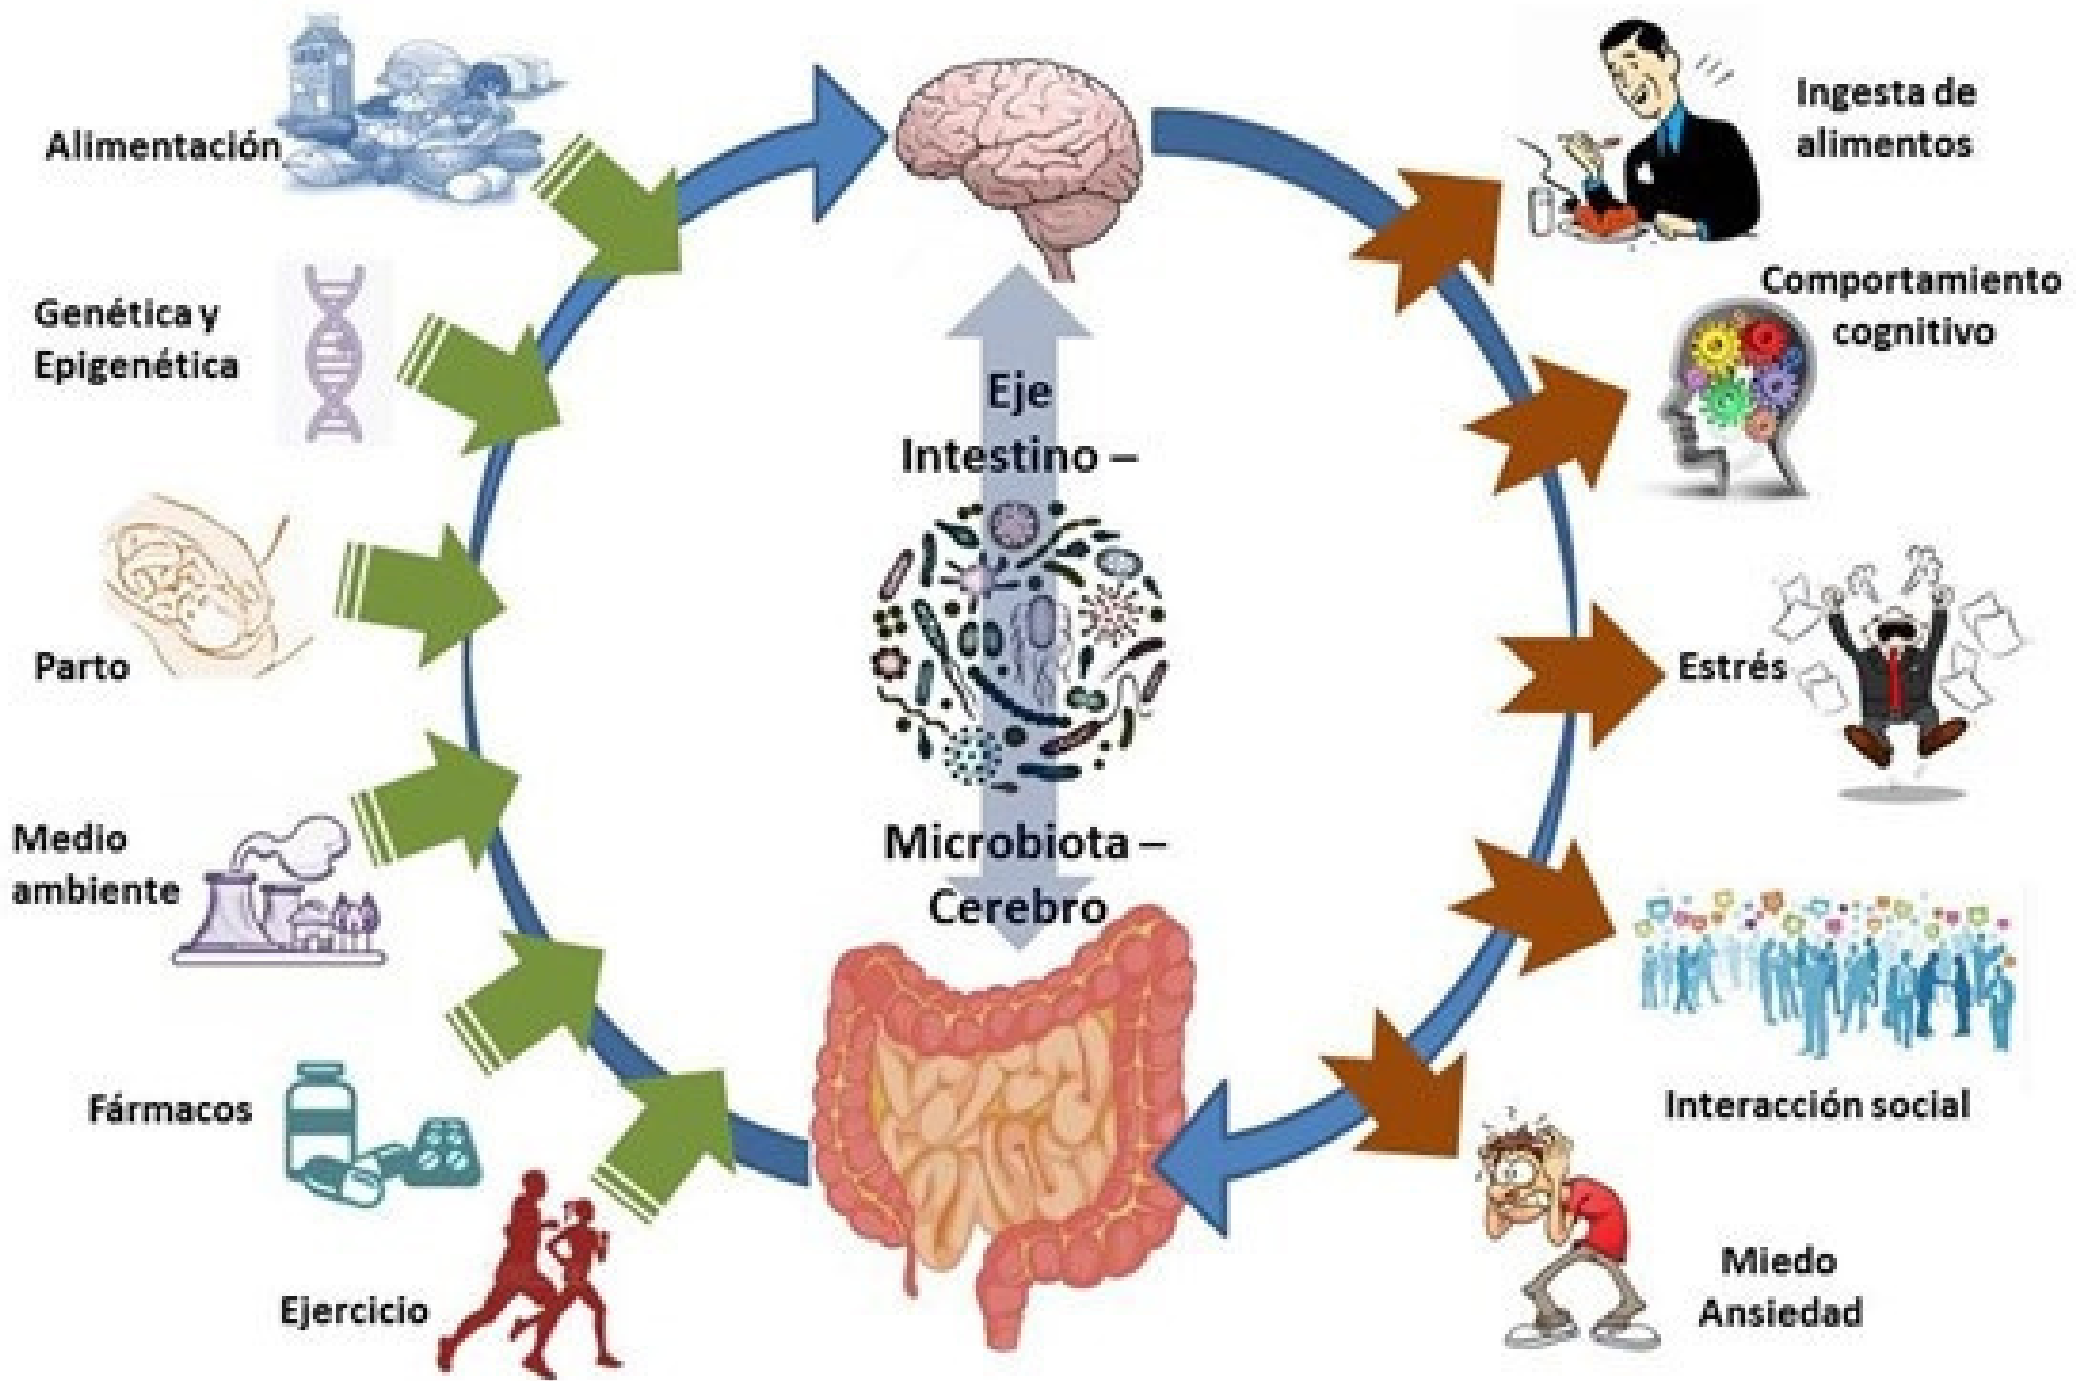 Alimentación
Genética y
Epigenética
Parto
Medio
ambiente
Fármacos
Ejercicio
Eje
Intestino –
Microbiota –
Cerebro
Ingesta de
alimentos
Comportamiento
cognitivo
Estrés
Interacción social
Miedo
Ansiedad